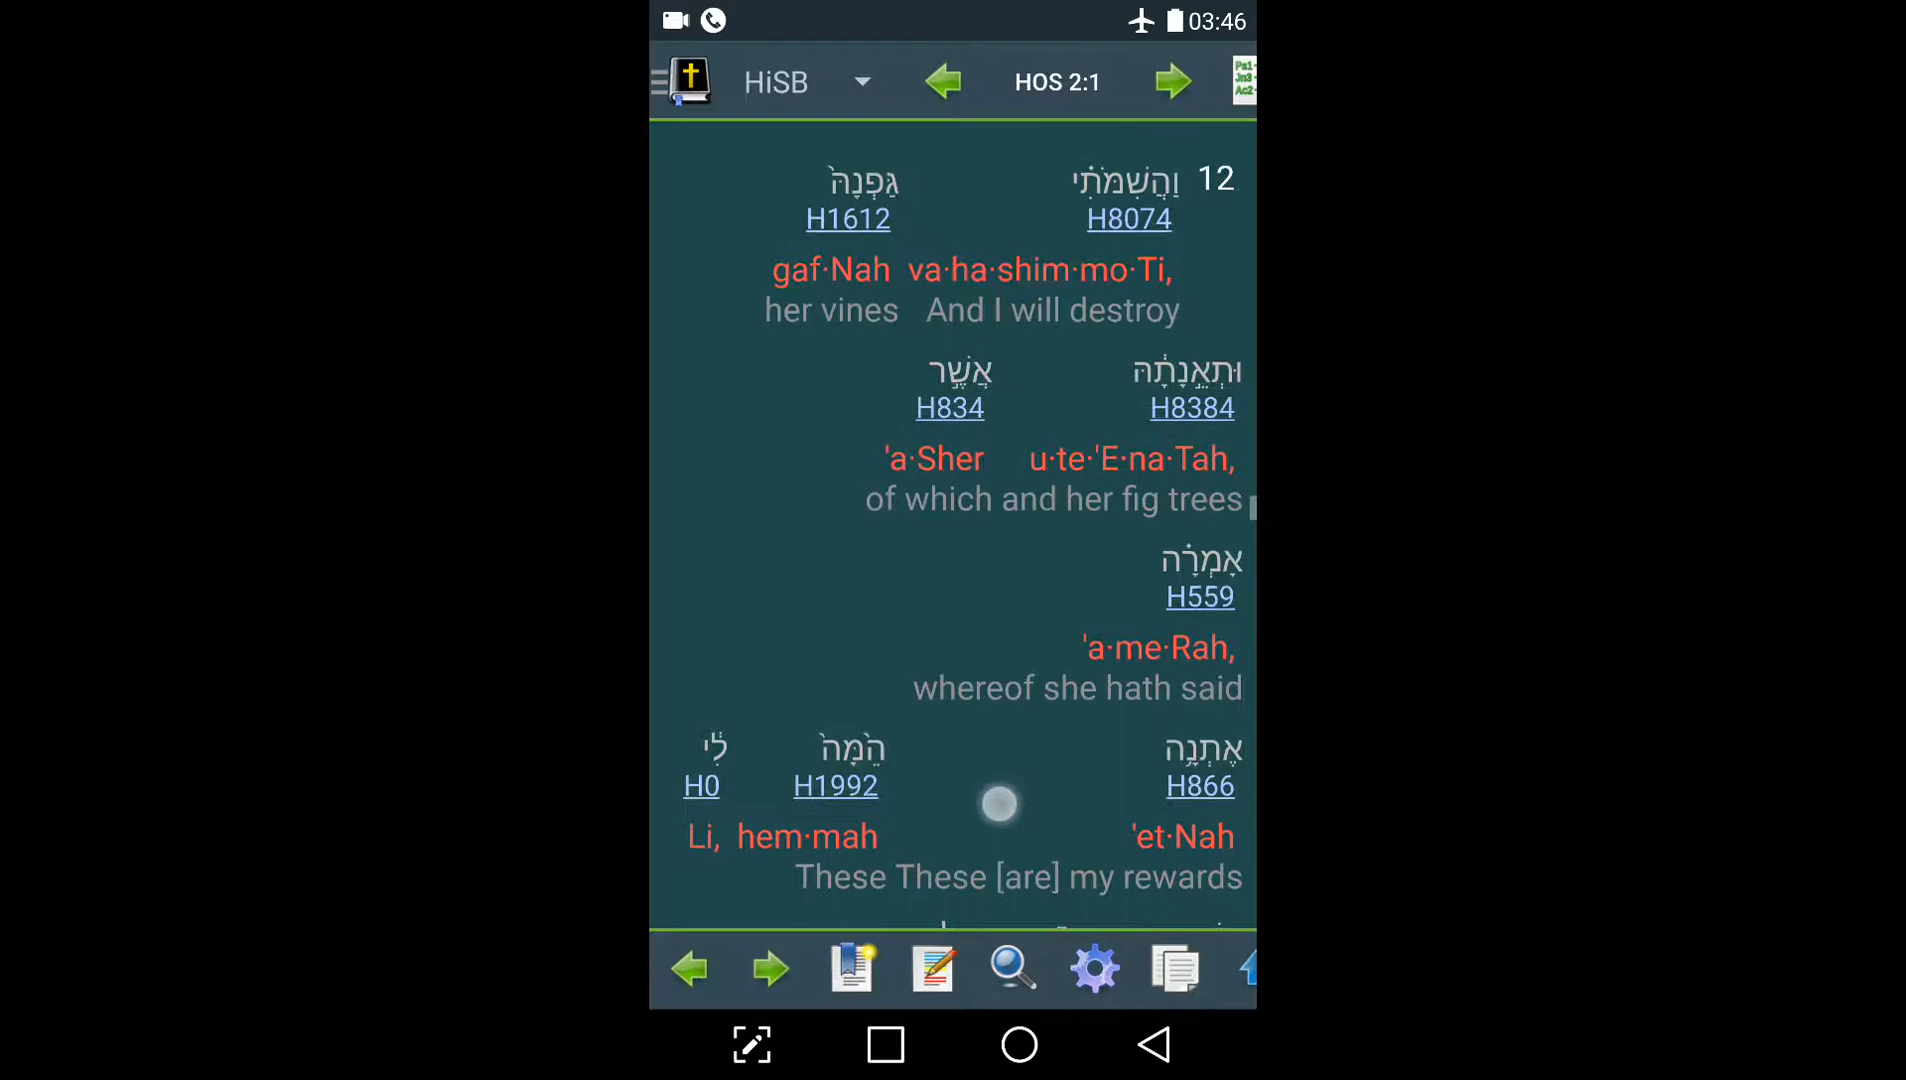 03:46
HiSB HOS 2:1
12 וַהֲשִׁמֹּתִ֗י גַּפְנָהּ֙
H8074 H1612
gaf·Nah va·ha·shim·mo·Ti,
her vines And I will destroy
וּתְאֵ֣נָתָ֔הּ אֲשֶׁ֣ר
H8384 H834
'a·Sher u·te·'E·na·Tah,
of which and her fig trees
אָמְרָ֗ה
H559
'a·me·Rah,
whereof she hath said
אֶתְנָ֥ה הֵ֙מָּה֙ לִ֔י
H866 H1992 H0
Li, hem·mah 'et·Nah
These These [are] my rewards